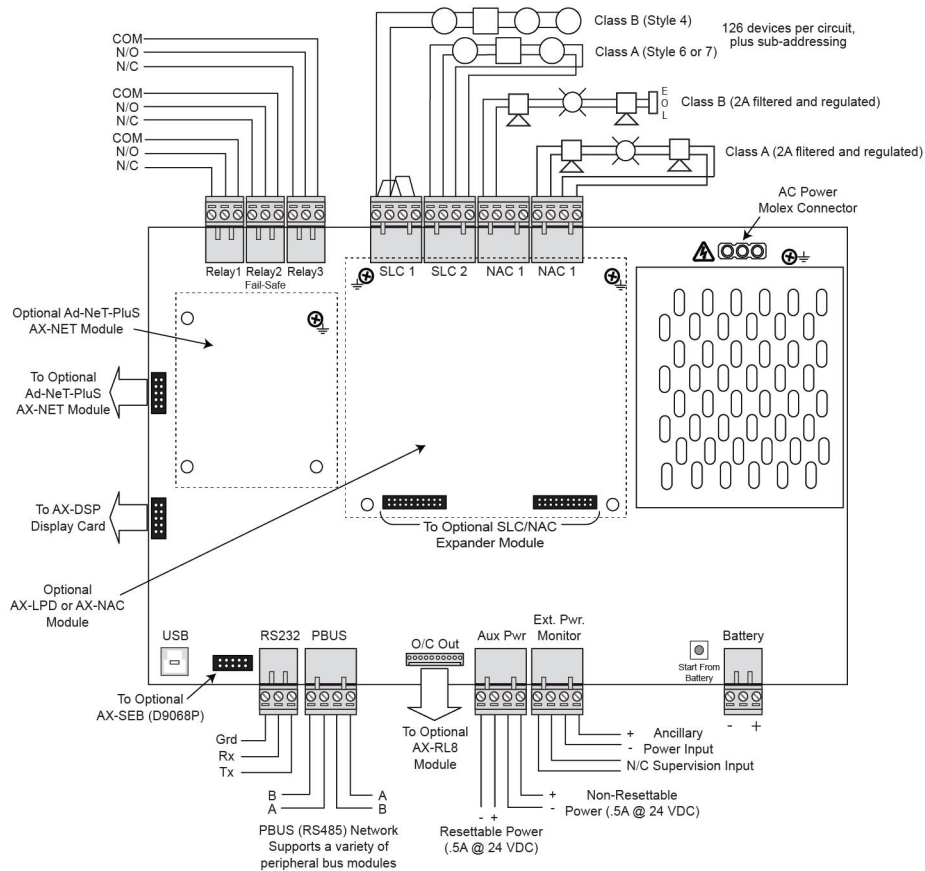 Class B (Style 4)
126 devices per circuit,
plus sub-addressing
Class A (Style 6 or 7)
COM
N/O
N/C
COM
N/O
N/C
COM
N/O
N/C
E
O
L
Class B (2A filtered and regulated)
Class A (2A flitered and regulated)
AC Power
Molex Connector
Relay1
Relay2
Relay3
Fail-Safe
SLC 1
SLC 2
NAC 1
NAC 1
Optional Ad-NeT-PluS
AX-NET Module
To Optional
Ad-NeT-PluS
AX-NET Module
To AX-DSP
Display Card
To Optional SLC/NAC
Expander Module
Optional
AX-LPD or AX-NAC
Module
USB
RS232
PBUS
O/C Out
Aux Pwr
Ext. Pwr.
Monitor
Start From
Battery
Battery
- +
To Optional
AX-SEB (D9068P)
Grd
Rx
Tx
B
A
A
B
PBUS (RS485) Network
Supports a variety of
peripheral bus modules
To Optional
AX-RL8
Module
+ Ancillary
- Power Input
N/C Supervision Input
+ Non-Resettable
- Power (.5A @ 24 VDC)
- +
Resettable Power
(.5A @ 24 VDC)